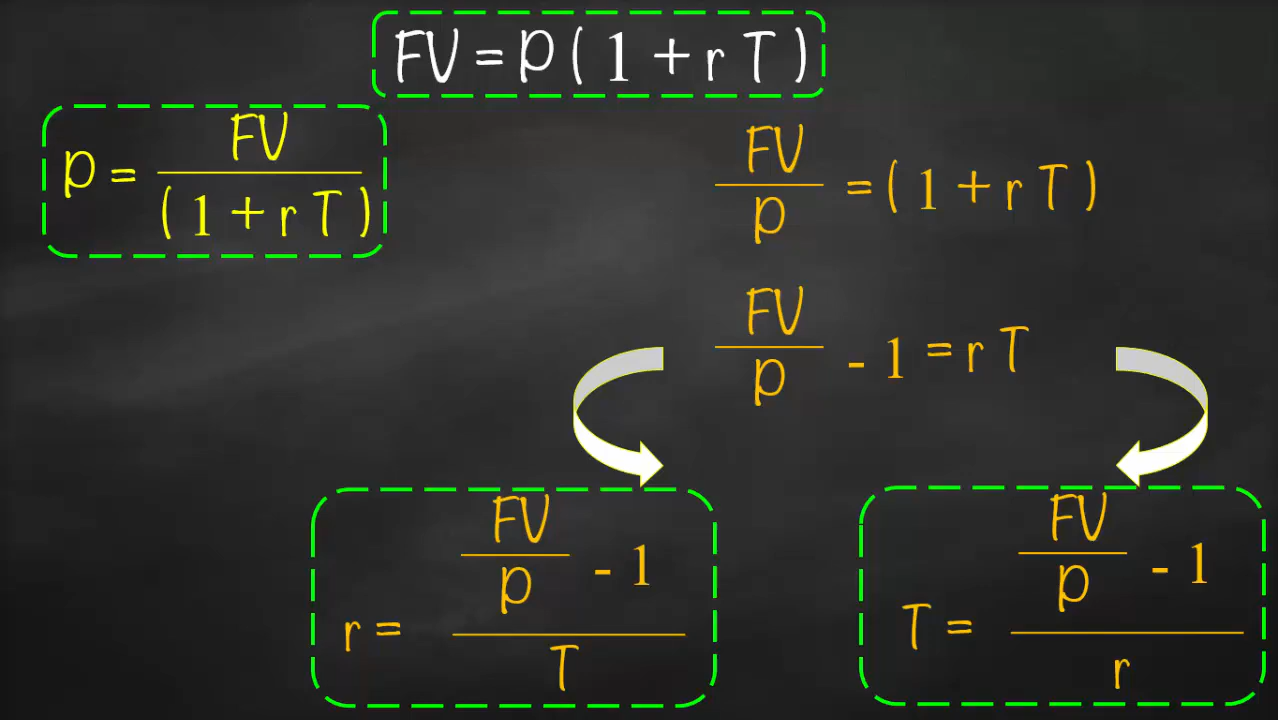 FV = P ( 1 + r T )
P = FV / ( 1 + r T )
FV / P = ( 1 + r T )
FV / P - 1 = r T
r = (FV / P - 1) / T
T = (FV / P - 1) / r